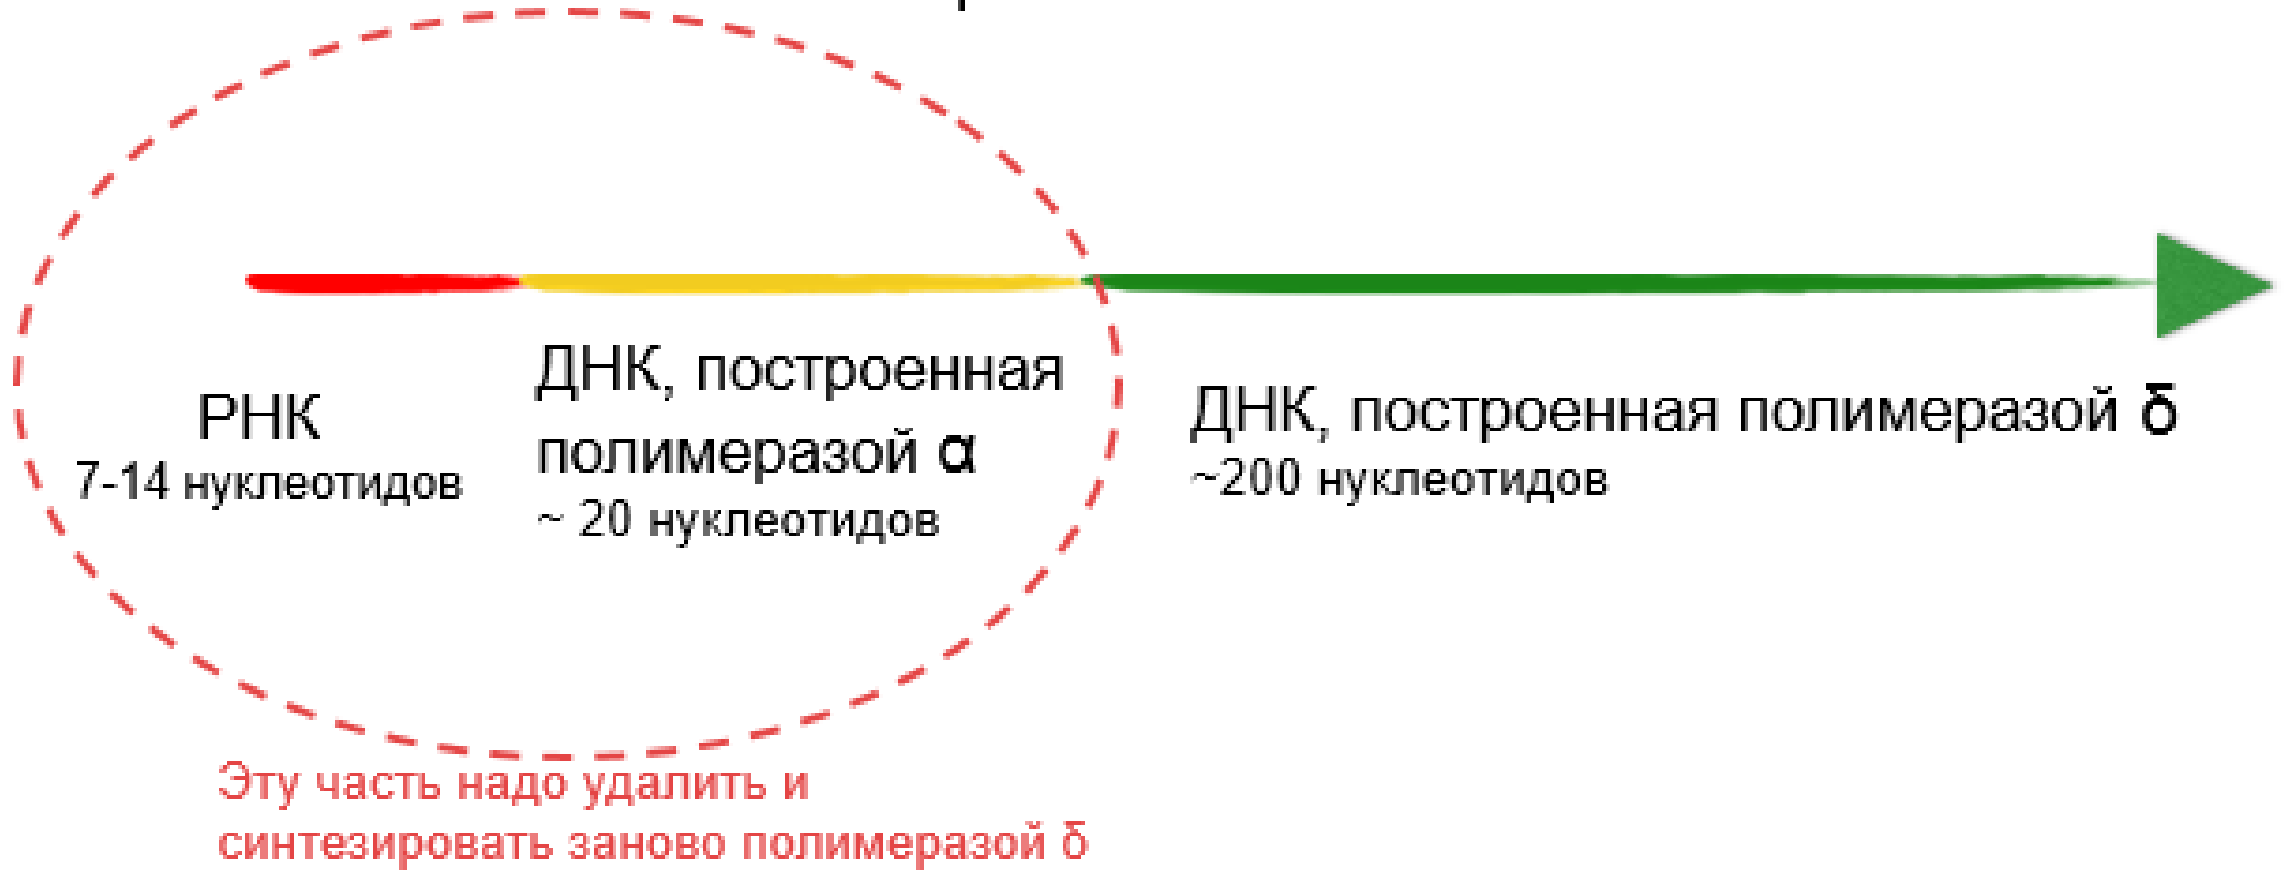 РНК
7-14 нуклеотидов
ДНК, построенная
полимеразой α
~ 20 нуклеотидов
ДНК, построенная полимеразой δ
~200 нуклеотидов
Эту часть надо удалить и
синтезировать заново полимеразой δ